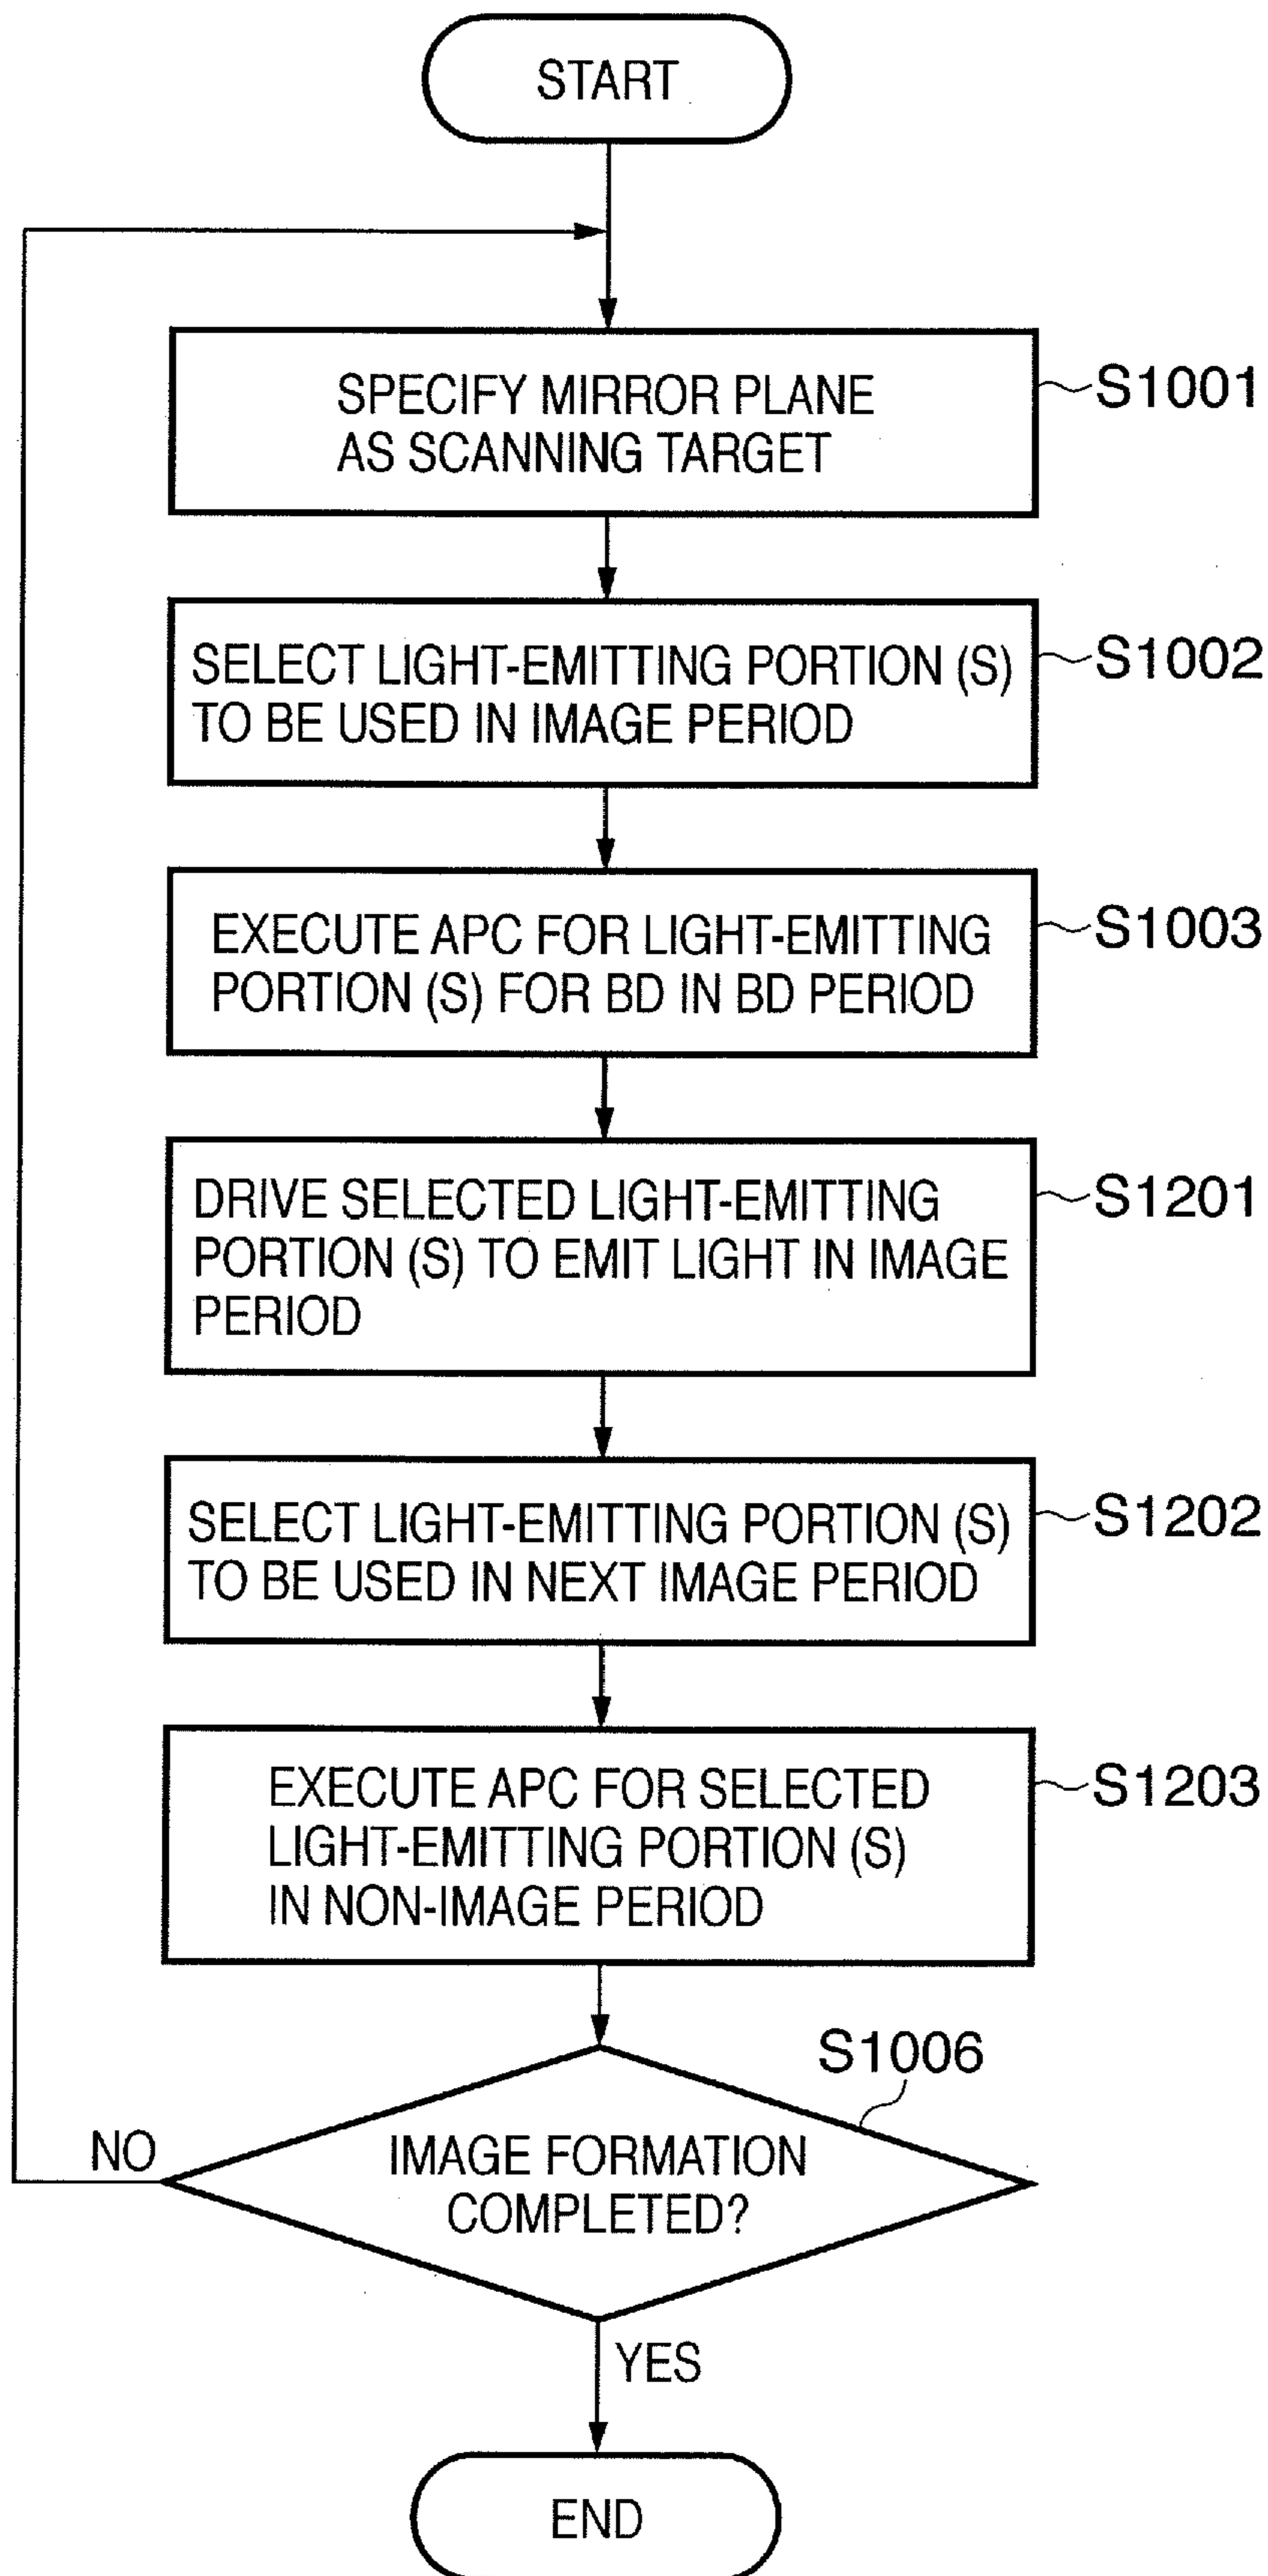 START
SPECIFY MIRROR PLANE
AS SCANNING TARGET
S1001
SELECT LIGHT-EMITTING PORTION (S)
TO BE USED IN IMAGE PERIOD
S1002
EXECUTE APC FOR LIGHT-EMITTING
PORTION (S) FOR BD IN BD PERIOD
S1003
DRIVE SELECTED LIGHT-EMITTING
PORTION (S) TO EMIT LIGHT IN IMAGE
PERIOD
S1201
SELECT LIGHT-EMITTING PORTION (S)
TO BE USED IN NEXT IMAGE PERIOD
S1202
EXECUTE APC FOR SELECTED
LIGHT-EMITTING PORTION (S)
IN NON-IMAGE PERIOD
S1203
S1006
NO
IMAGE FORMATION
COMPLETED?
YES
END